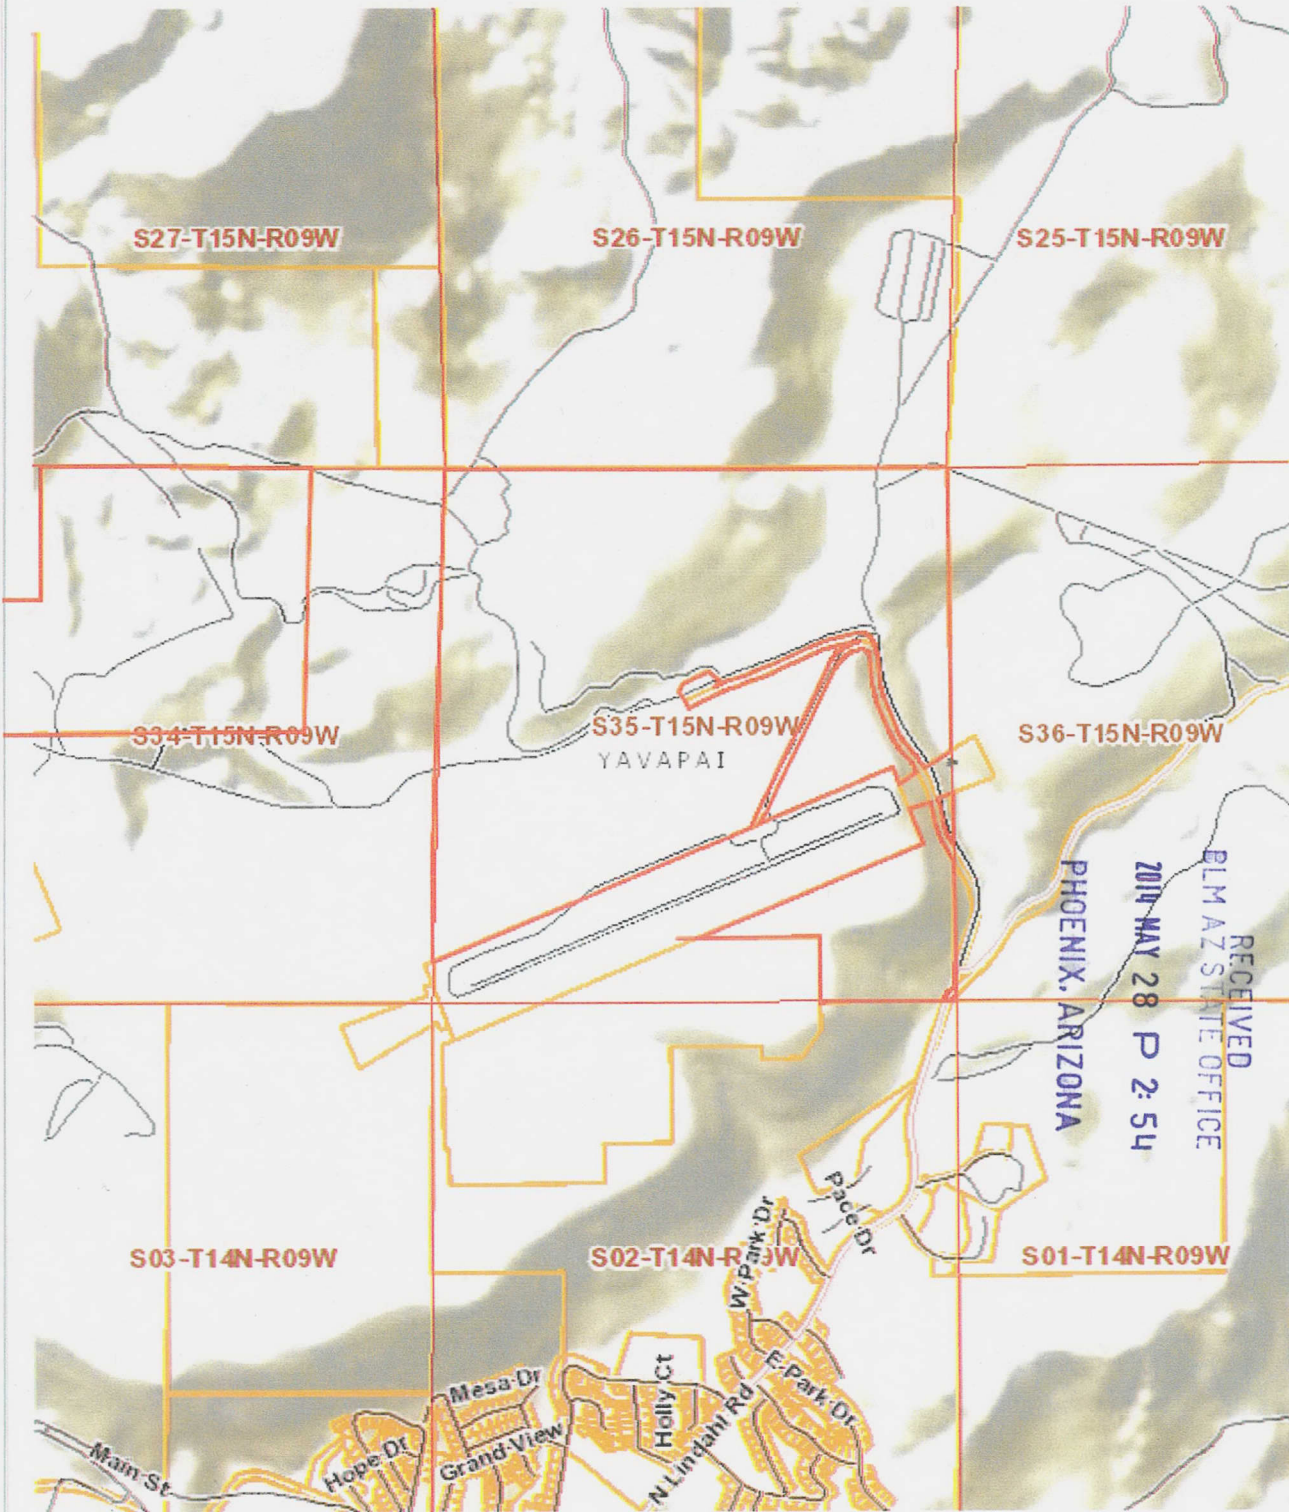 S27-T15N-R09W
S26-T15N-R09W
S25-T15N-R09W
S34-T15N-R09W
S35-T15N-R09W
S36-T15N-R09W
YAVAPAI
RECEIVED
BLM AZ STATE OFFICE
2014 MAY 28 P 2:54
PHOENIX, ARIZONA
Pace Dr
W Park Dr
S03-T14N-R09W
S02-T14N-R09W
S01-T14N-R09W
Mesa Dr
Holly Ct
E Park Dr
N Lindahl Rd
Grand View
Hope Dr
Main St